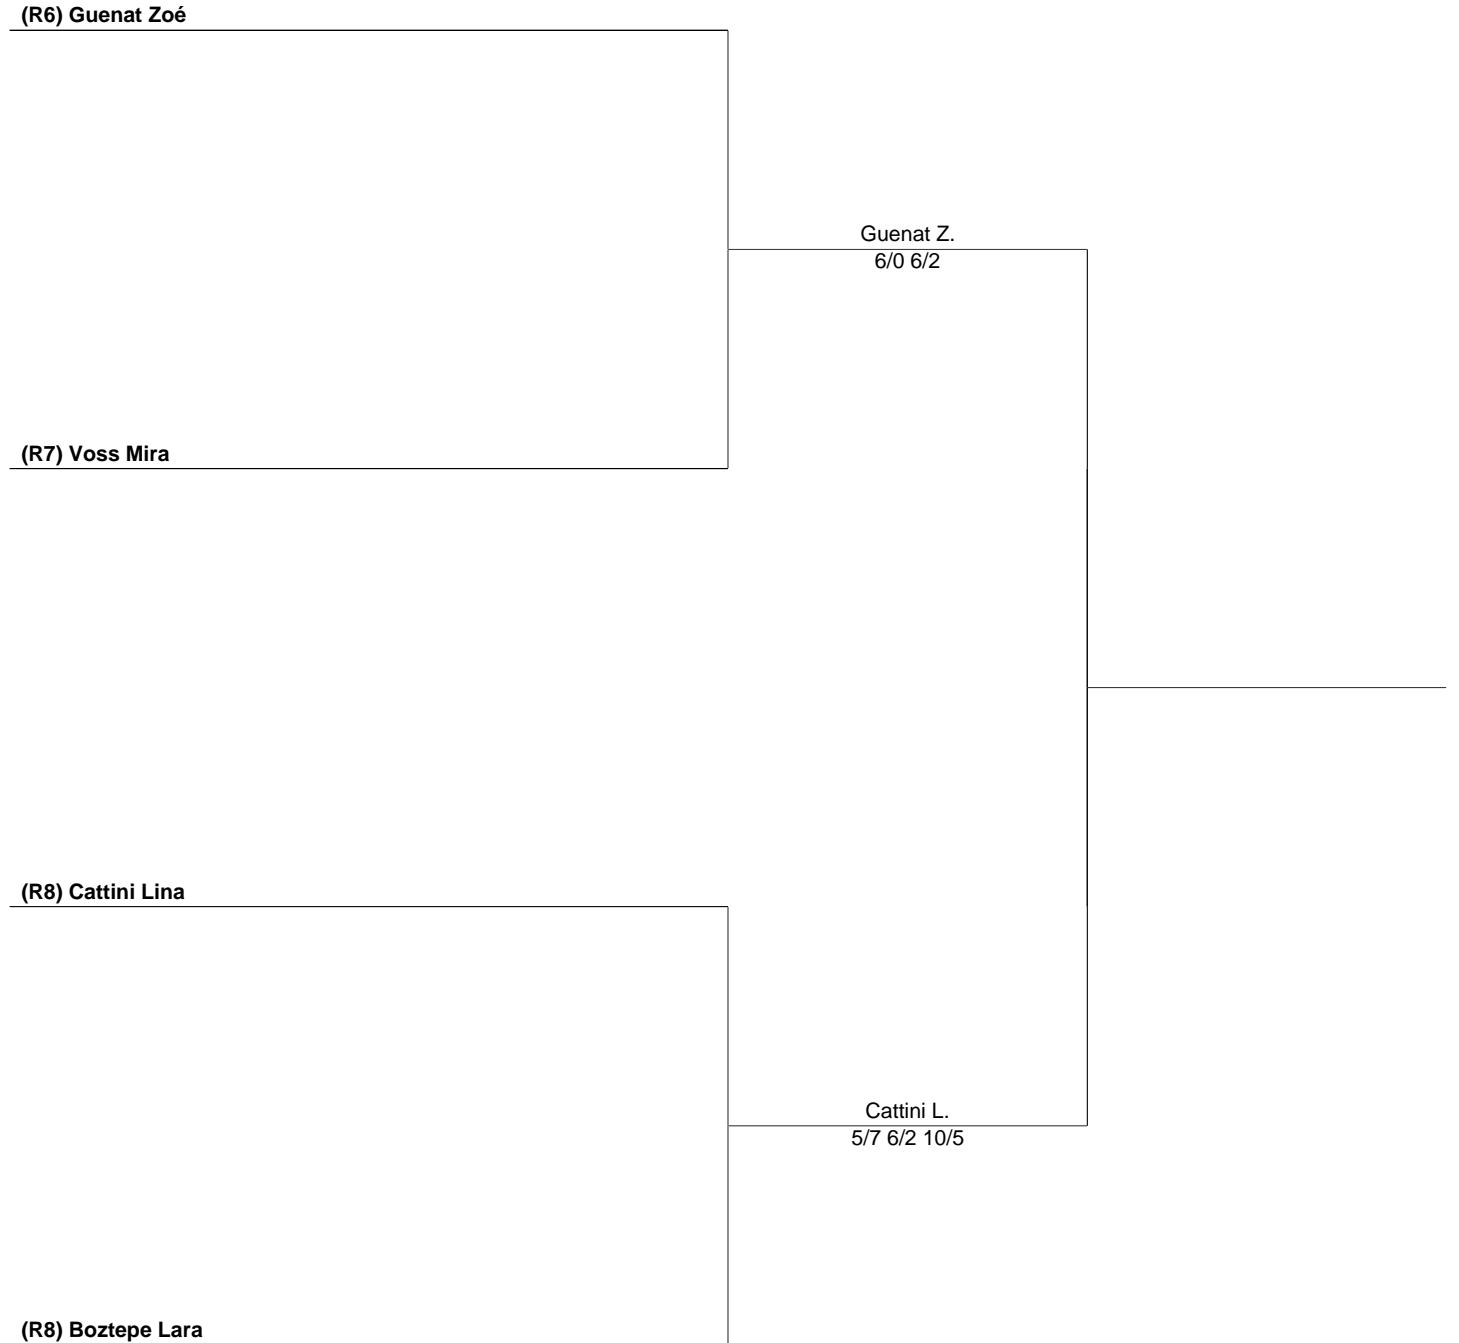 (R6) Guenat Zoé
Guenat Z.
6/0 6/2
(R7) Voss Mira
(R8) Cattini Lina
Cattini L.
5/7 6/2 10/5
(R8) Boztepe Lara